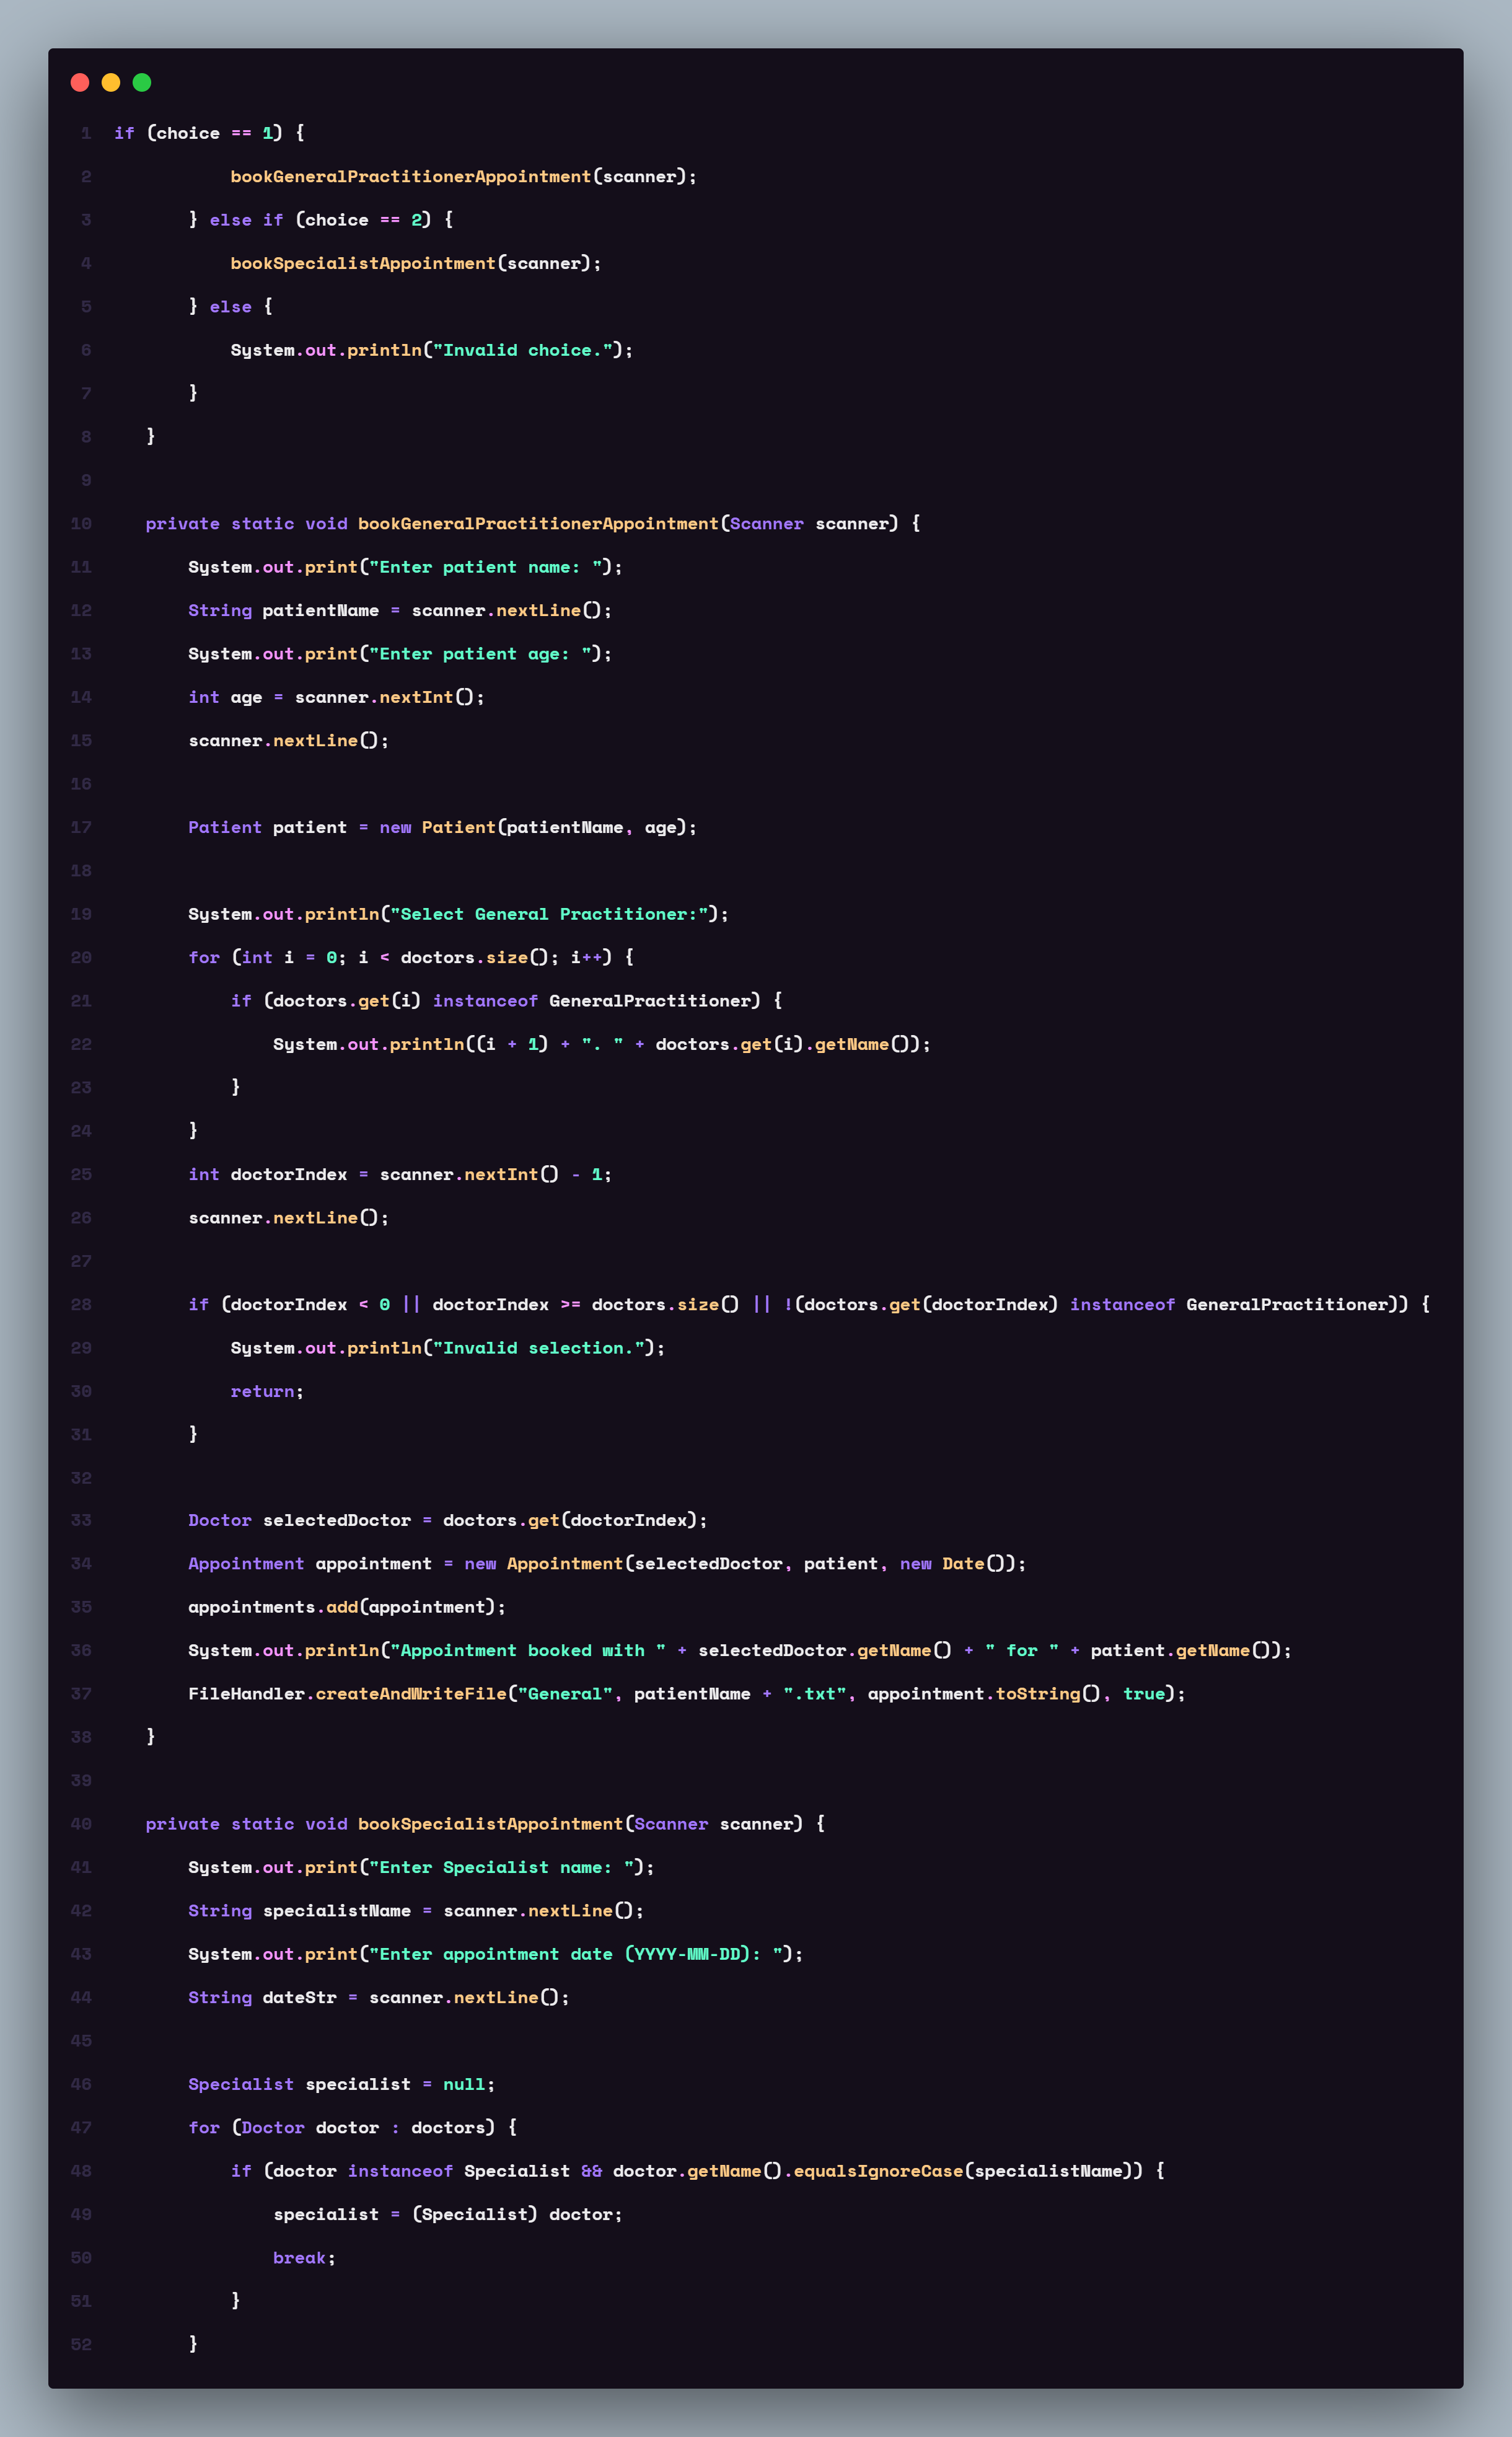 1 if (choice == 1) {
2             bookGeneralPractitionerAppointment(scanner);
3         } else if (choice == 2) {
4             bookSpecialistAppointment(scanner);
5         } else {
6             System.out.println("Invalid choice.");
7         }
8     }
9
10     private static void bookGeneralPractitionerAppointment(Scanner scanner) {
11         System.out.print("Enter patient name: ");
12         String patientName = scanner.nextLine();
13         System.out.print("Enter patient age: ");
14         int age = scanner.nextInt();
15         scanner.nextLine();
16
17         Patient patient = new Patient(patientName, age);
18
19         System.out.println("Select General Practitioner:");
20         for (int i = 0; i < doctors.size(); i++) {
21             if (doctors.get(i) instanceof GeneralPractitioner) {
22                 System.out.println((i + 1) + ". " + doctors.get(i).getName());
23             }
24         }
25         int doctorIndex = scanner.nextInt() - 1;
26         scanner.nextLine();
27
28         if (doctorIndex < 0 || doctorIndex >= doctors.size() || !(doctors.get(doctorIndex) instanceof GeneralPractitioner)) {
29             System.out.println("Invalid selection.");
30             return;
31         }
32
33         Doctor selectedDoctor = doctors.get(doctorIndex);
34         Appointment appointment = new Appointment(selectedDoctor, patient, new Date());
35         appointments.add(appointment);
36         System.out.println("Appointment booked with " + selectedDoctor.getName() + " for " + patient.getName());
37         FileHandler.createAndWriteFile("General", patientName + ".txt", appointment.toString(), true);
38     }
39
40     private static void bookSpecialistAppointment(Scanner scanner) {
41         System.out.print("Enter Specialist name: ");
42         String specialistName = scanner.nextLine();
43         System.out.print("Enter appointment date (YYYY-MM-DD): ");
44         String dateStr = scanner.nextLine();
45
46         Specialist specialist = null;
47         for (Doctor doctor : doctors) {
48             if (doctor instanceof Specialist && doctor.getName().equalsIgnoreCase(specialistName)) {
49                 specialist = (Specialist) doctor;
50                 break;
51             }
52         }